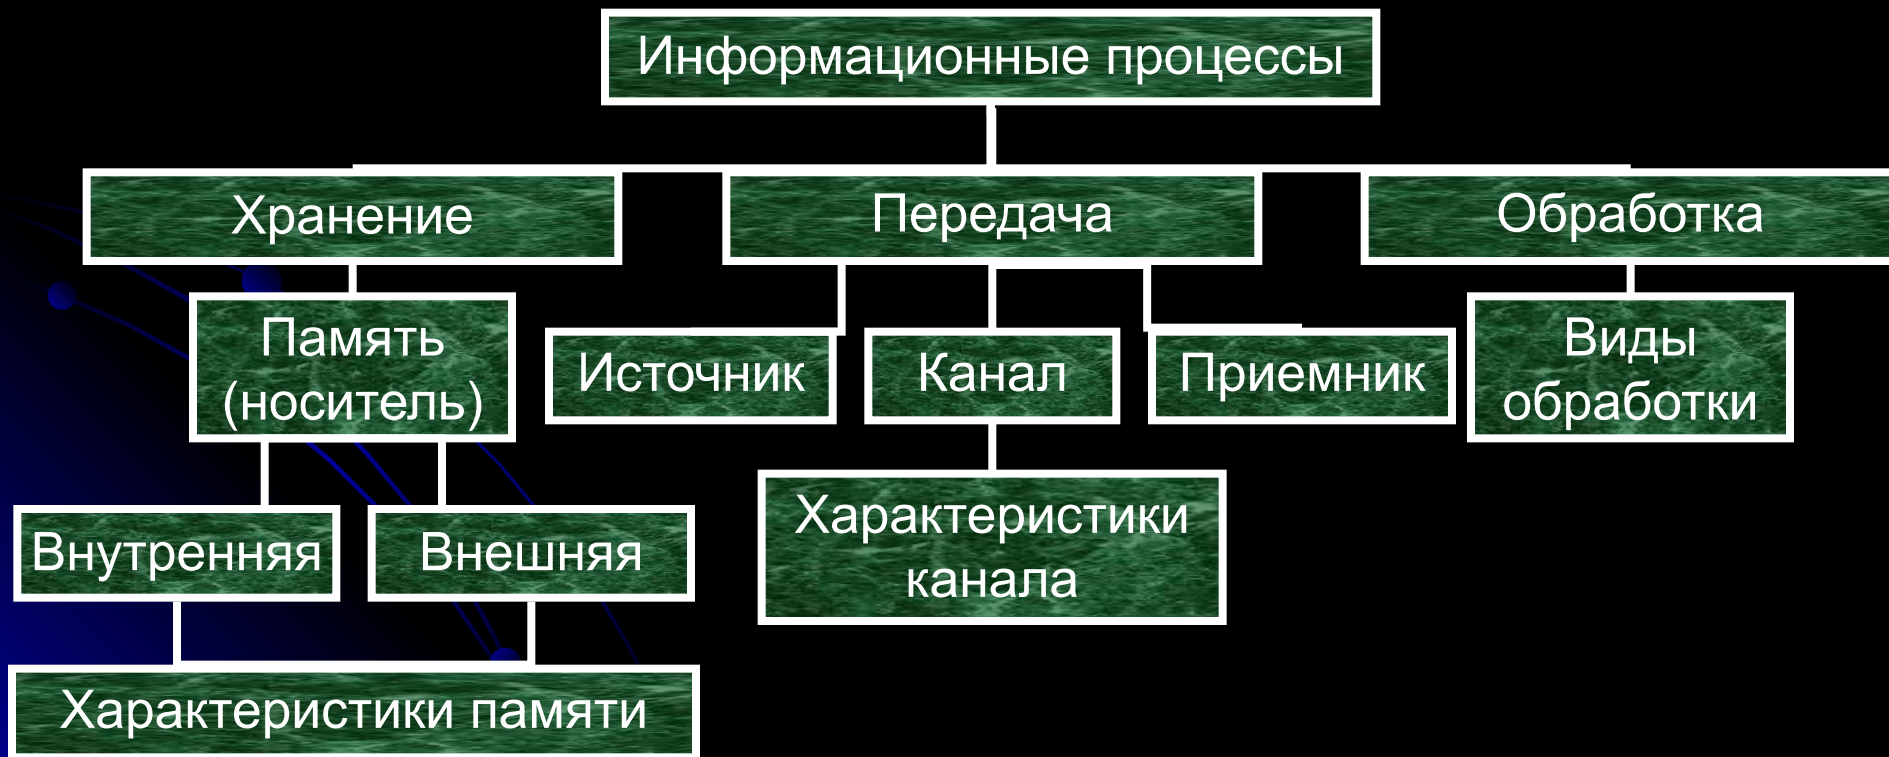 Информационные процессы
Хранение
Передача
Обработка
Память
(носитель)
Источник
Канал
Приемник
Виды
обработки
Внутренняя
Внешняя
Характеристики
канала
Характеристики памяти